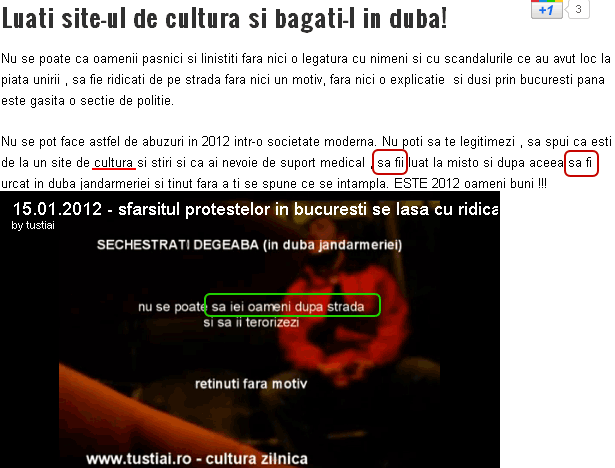 Luati site-ul de cultura si bagati-l in duba!
+1
3
Nu se poate ca oamenii pasnici si linistiti fara nici o legatura cu nimeni si cu scandalurile ce au avut loc la
piata unirii , sa fie ridicati de pe strada fara nici un motiv, fara nici o explicatie si dusi prin bucuresti pana
este gasita o sectie de politie.
Nu se pot face astfel de abuzuri in 2012 intr-o societate moderna. Nu poti sa te legitimezi , sa spui ca esti
de la un site de cultura si stiri si ca ai nevoie de suport medical , sa fii luat la misto si dupa aceea sa fi
urcat in duba jandarmeriei si tinut fara a ti se spune ce se intampla. ESTE 2012 oameni buni !!!
15.01.2012 - sfarsitul protestelor in bucuresti se lasa cu ridica
by tustiai
SECHESTRATI DEGEABA (in duba jandarmeriei)
nu se poate sa iei oameni dupa strada
si sa ii terorizezi
retinuti fara motiv
www.tustiai.ro - cultura zilnica